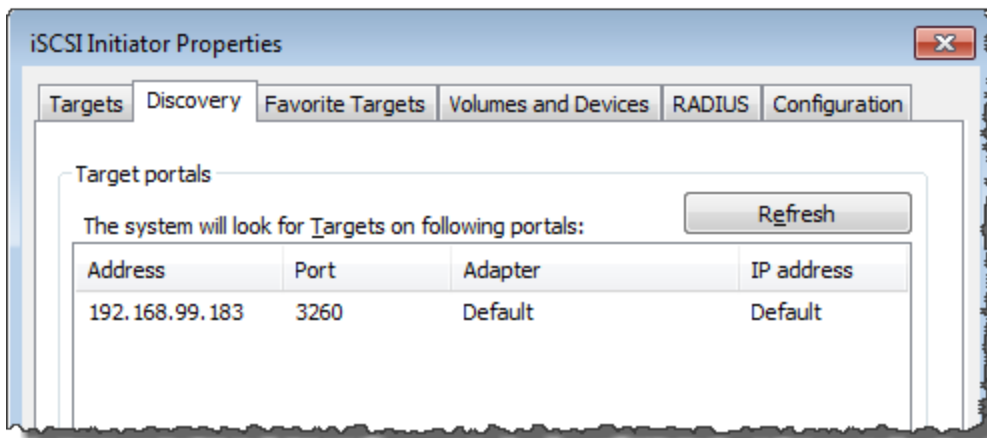 iSCSI Initiator Properties
Targets Discovery Favorite Targets Volumes and Devices RADIUS Configuration
Target portals
The system will look for Targets on following portals:
Refresh
Address Port Adapter IP address
192.168.99.183 3260 Default Default